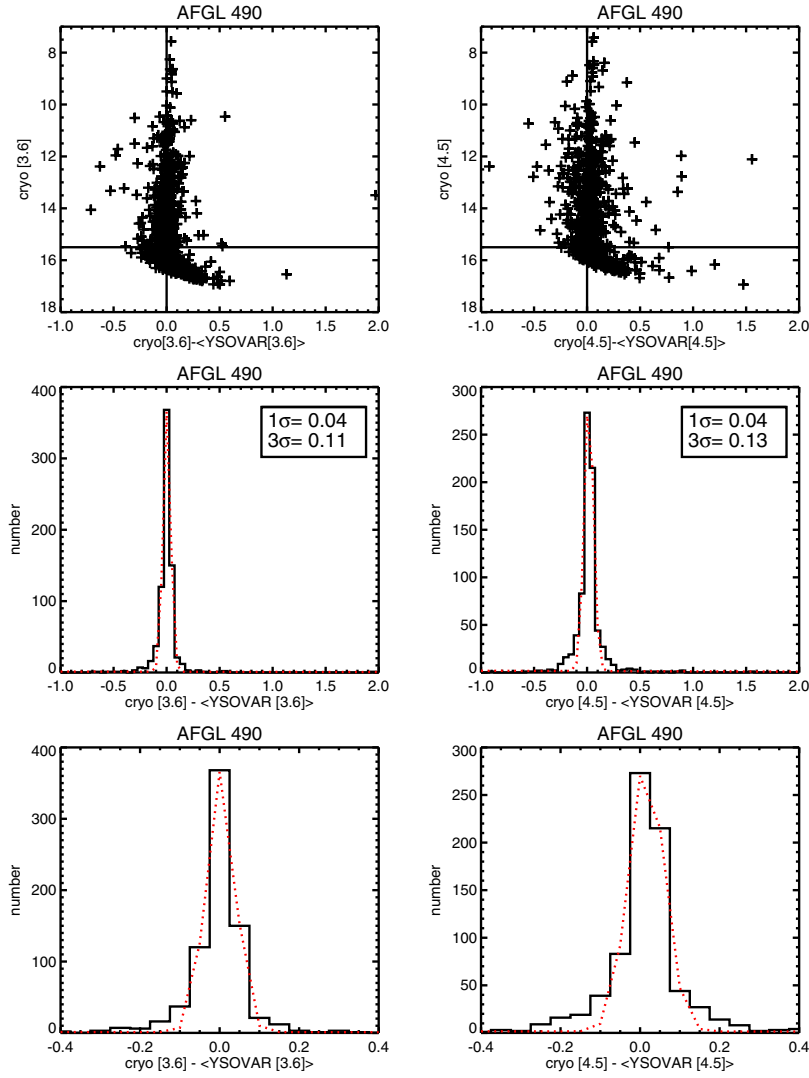 AFGL 490
8
10
12
14
16
18
cryo [3.6]
-1.0 -0.5 0.0 0.5 1.0 1.5 2.0
cryo[3.6]-<YSOVAR[3.6]>
AFGL 490
8
10
12
14
16
18
cryo [4.5]
-1.0 -0.5 0.0 0.5 1.0 1.5 2.0
cryo[4.5]-<YSOVAR[4.5]>
AFGL 490
400
300
200
100
0
number
1σ= 0.04
3σ= 0.11
-1.0 -0.5 0.0 0.5 1.0 1.5 2.0
cryo [3.6] - <YSOVAR [3.6]>
AFGL 490
300
250
200
150
100
50
0
number
1σ= 0.04
3σ= 0.13
-1.0 -0.5 0.0 0.5 1.0 1.5 2.0
cryo [4.5] - <YSOVAR [4.5]>
AFGL 490
400
300
200
100
0
number
-0.4 -0.2 0.0 0.2 0.4
cryo [3.6] - <YSOVAR [3.6]>
AFGL 490
300
250
200
150
100
50
0
number
-0.4 -0.2 0.0 0.2 0.4
cryo [4.5] - <YSOVAR [4.5]>